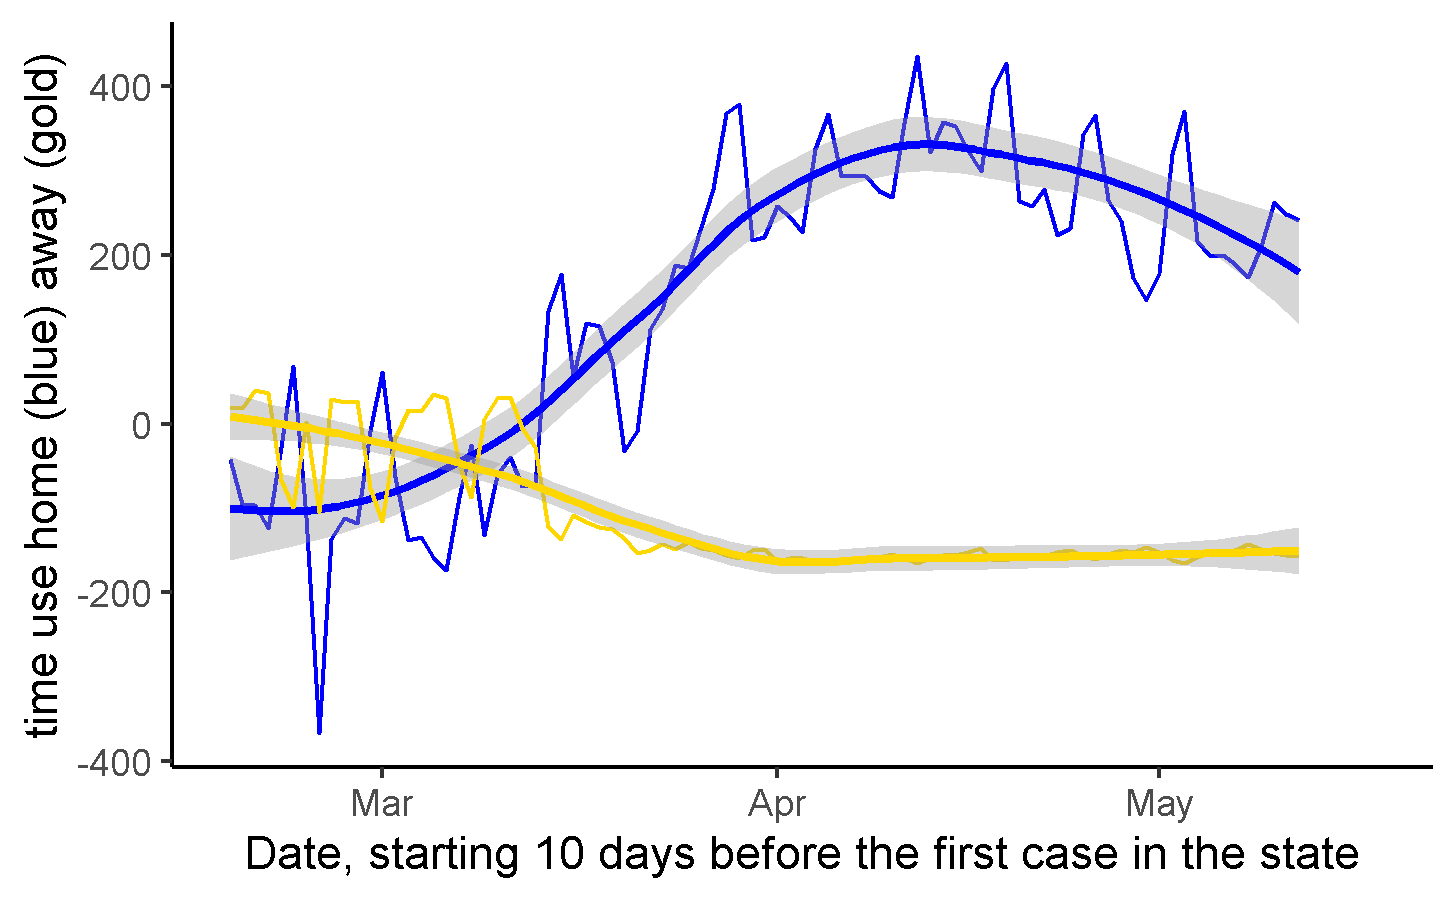 time use home (blue) away (gold)
400
200
0
-200
-400
Mar Apr May
Date, starting 10 days before the first case in the state